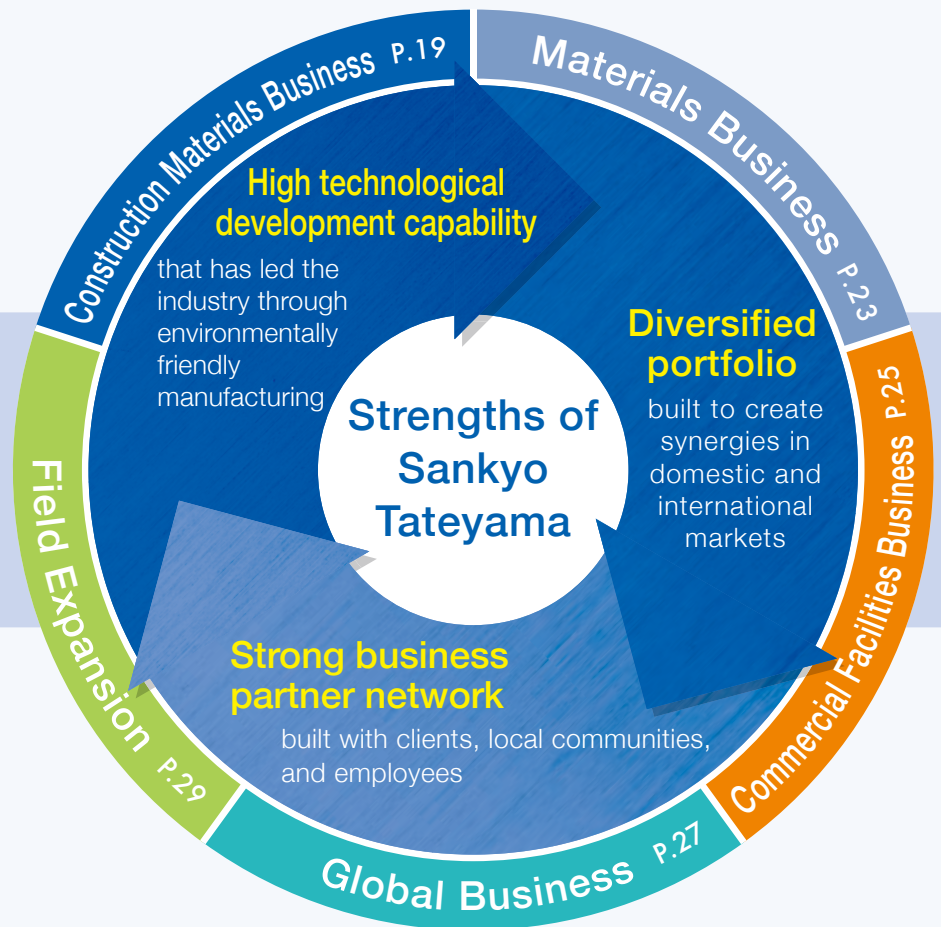 Construction Materials Business P.19
Materials Business P.23
Commercial Facilities Business P.25
Global Business P.27
Field Expansion P.29
High technological
development capability
that has led the
industry through
environmentally
friendly
manufacturing
Diversified
portfolio
built to create
synergies in
domestic and
international
markets
Strengths of
Sankyo
Tateyama
Strong business
partner network
built with clients, local communities,
and employees